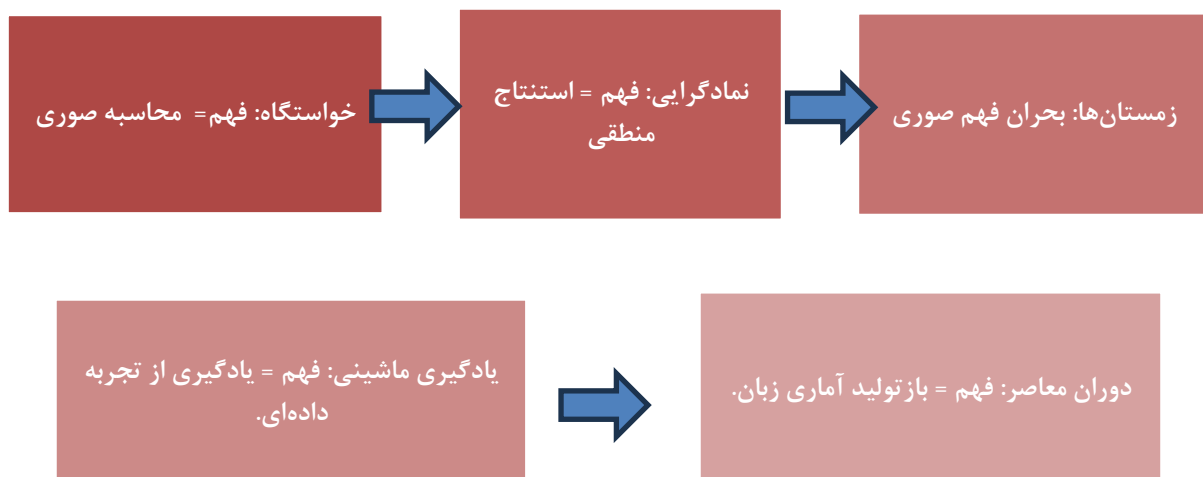 خواستگاه: فهم= محاسبه صوری
نمادگرایی: فهم = استنتاج
منطقی
زمستان‌ها: بحران فهم صوری
یادگیری ماشینی: فهم = یادگیری از تجربه
داده‌ای.
دوران معاصر: فهم = بازتولید آماری زبان.